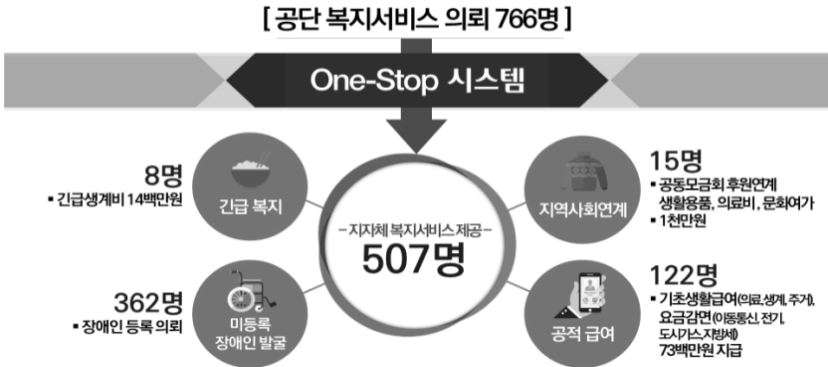 [ 공단 복지서비스 의뢰 766명 ]
One-Stop 시스템
8명
▪ 긴급생계비 14백만원
긴급 복지
지역사회연계
15명
▪ 공동모금회 후원연계
생활용품, 의료비, 문화여가
▪ 1천만원
– 지자체 복지서비스 제공 –
507명
362명
▪ 장애인 등록 의뢰
미등록
장애인 발굴
공적 급여
122명
▪ 기초생활급여(의료,생계, 주거),
요금감면(이동통신, 전기,
도시가스,지방세)
73백만원 지급